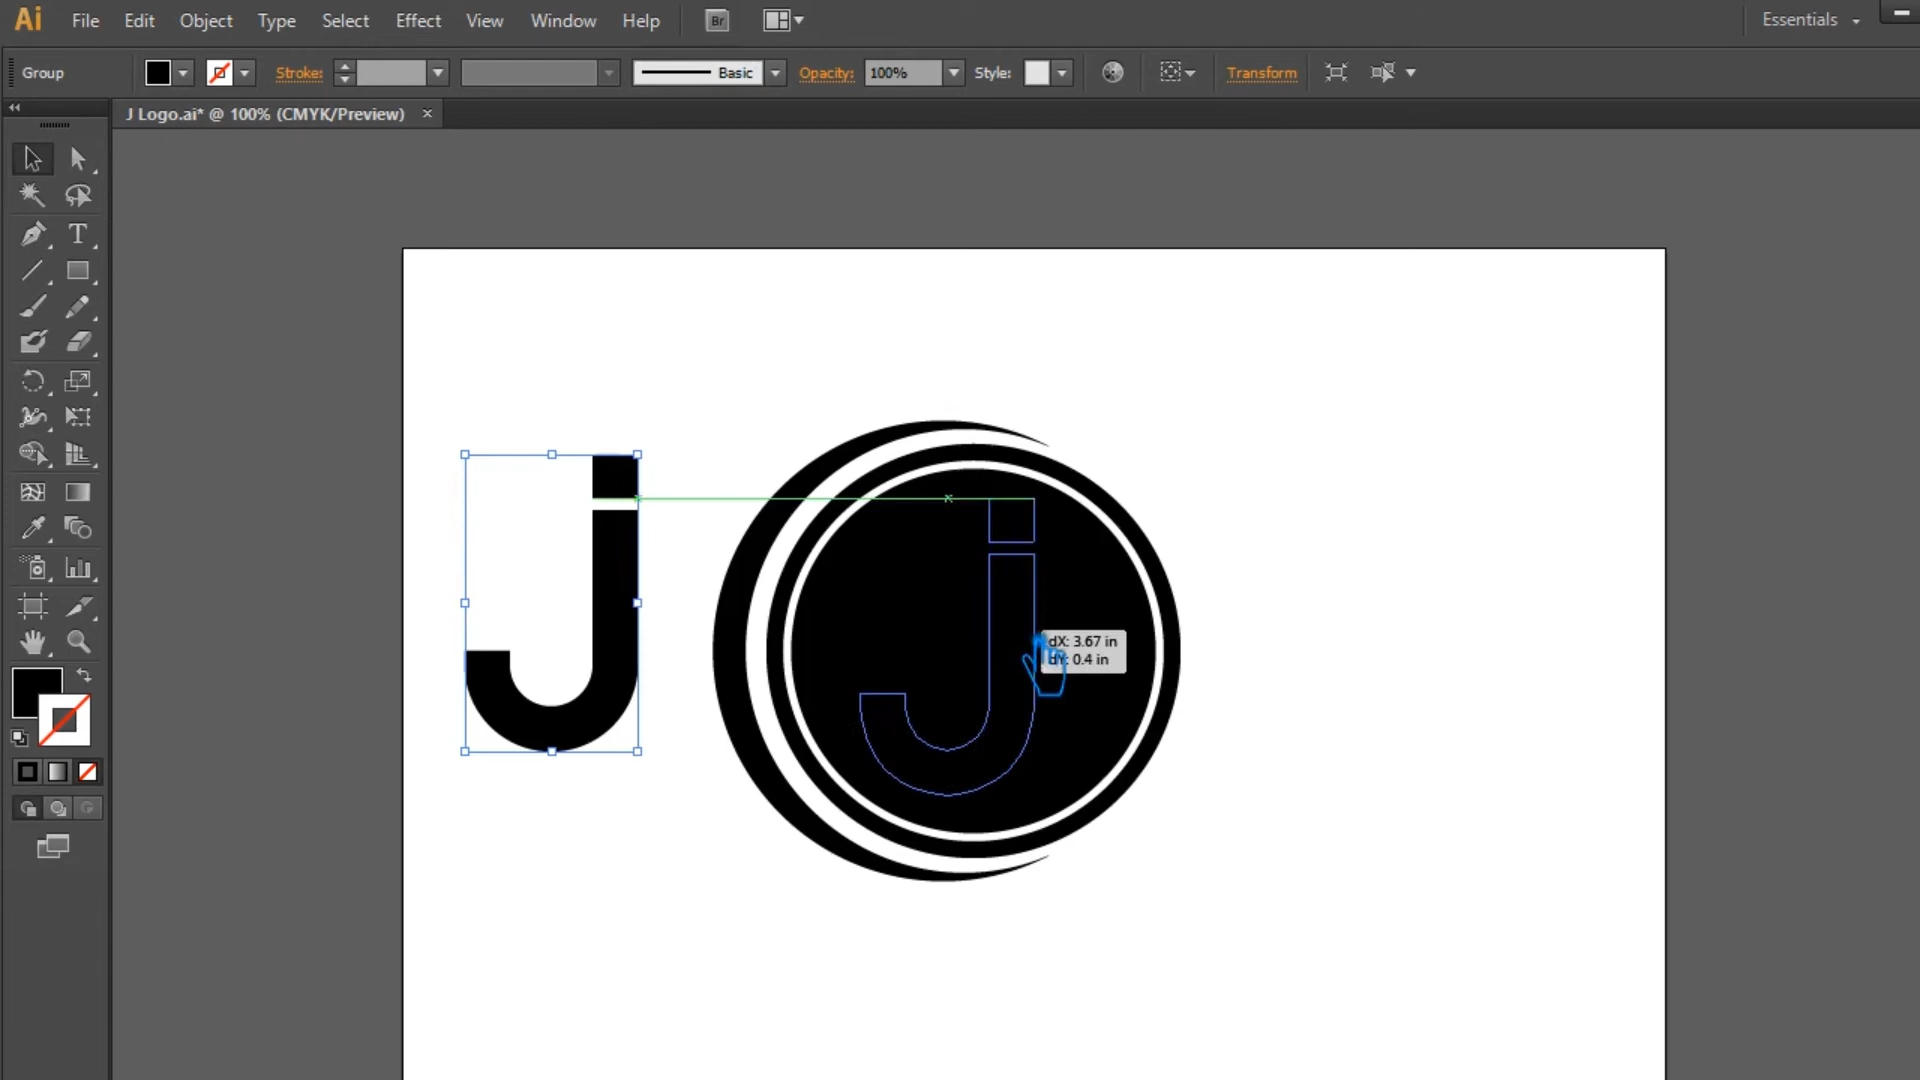 Ai File Edit Object Type Select Effect View Window Help Br Essentials
Group Stroke: Basic Opacity: 100% Style: Transform
J Logo.ai* @ 100% (CMYK/Preview) ×
T
dX: 3.67 in
dY: 0.4 in